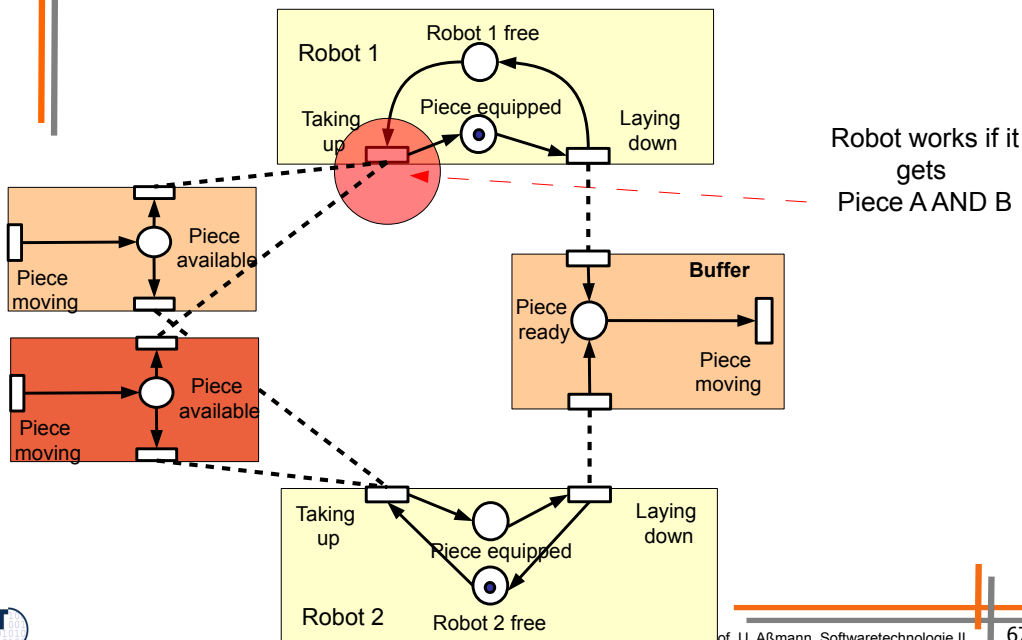 Robot 1
Robot 1 free
Taking
up
Piece equipped
Laying
down
Robot works if it
gets
Piece A AND B
Piece
available
Piece
moving
Buffer
Piece
ready
Piece
moving
Piece
available
Piece
moving
Taking
up
Piece equipped
Laying
down
Robot 2
Robot 2 free
of. U. Aßmann, Softwaretechnologie II